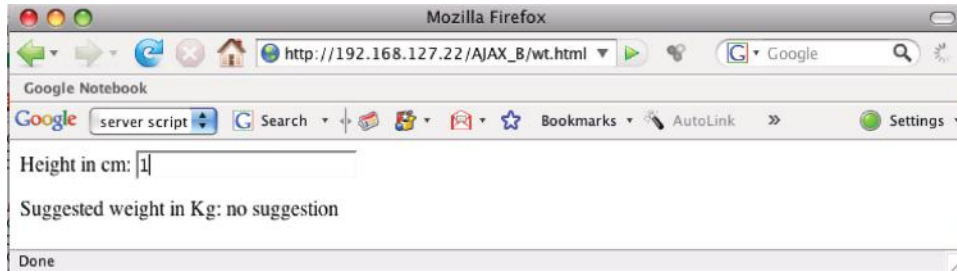 Mozilla Firefox
http://192.168.127.22/AJAX_B/wt.html G Google
Google Notebook
Google server script G Search Bookmarks AutoLink » Settings
Height in cm: 1
Suggested weight in Kg: no suggestion
Done